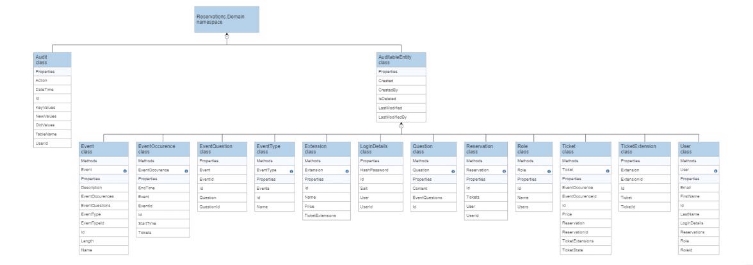 Reservations.Domain
namespace
Audit
class
Properties
Action
DateTime
Id
KeyValues
NewValues
OldValues
TableName
UserId
AuditableEntity
class
Properties
Created
CreatedBy
IsDeleted
LastModified
LastModifiedBy
Event
class
Methods
Event
Properties
Description
EventOccurences
EventQuestions
EventType
EventTypeId
Id
Length
Name
EventOccurence
class
Methods
EventOccurence
Properties
EndTime
Event
EventId
Id
StartTime
Tickets
EventQuestion
class
Properties
Event
EventId
Id
Question
QuestionId
EventType
class
Methods
EventType
Properties
Events
Id
Name
Extension
class
Methods
Extension
Properties
Id
Name
Price
TicketExtensions
LoginDetails
class
Properties
HashPassword
Id
Salt
User
UserId
Question
class
Methods
Question
Properties
Content
EventQuestions
Id
Reservation
class
Methods
Reservation
Properties
Id
Tickets
User
UserId
Role
class
Methods
Role
Properties
Id
Name
Users
Ticket
class
Methods
Ticket
Properties
EventOccurence
EventOccurenceId
Id
Price
Reservation
ReservationId
TicketExtensions
TicketState
TicketExtension
class
Properties
Extension
ExtensionId
Id
Ticket
TicketId
User
class
Methods
User
Properties
Email
FirstName
Id
LastName
LoginDetails
Reservations
Role
RoleId